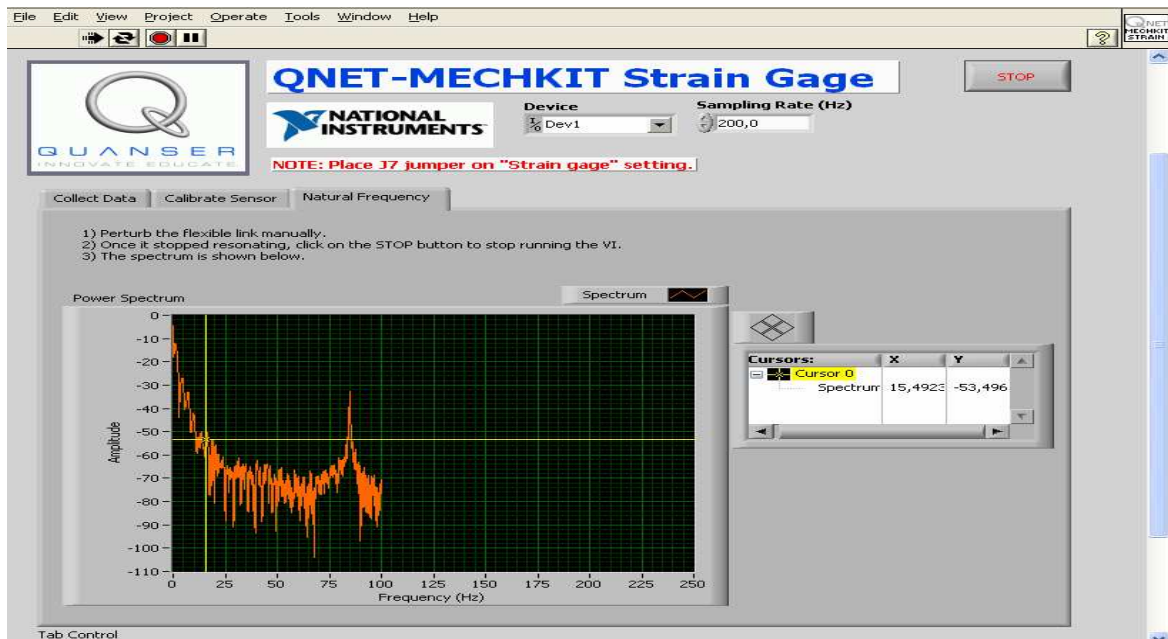 File Edit View Project Operate Tools Window Help
QNET
MECHKIT
STRAIN
QUANSER
INNOVATE EDUCATE
QNET-MECHKIT Strain Gage
STOP
NATIONAL
INSTRUMENTS
Device
Dev1
Sampling Rate (Hz)
200,0
NOTE: Place J7 jumper on "Strain gage" setting.
Collect Data Calibrate Sensor Natural Frequency
1) Perturb the flexible link manually.
2) Once it stopped resonating, click on the STOP button to stop running the VI.
3) The spectrum is shown below.
Power Spectrum
Spectrum
Amplitude
0
-10
-20
-30
-40
-50
-60
-70
-80
-90
-100
-110
0 25 50 75 100 125 150 175 200 225 250
Frequency (Hz)
Cursors: X Y
Cursor 0
Spectrum 15,4923 -53,496
Tab Control